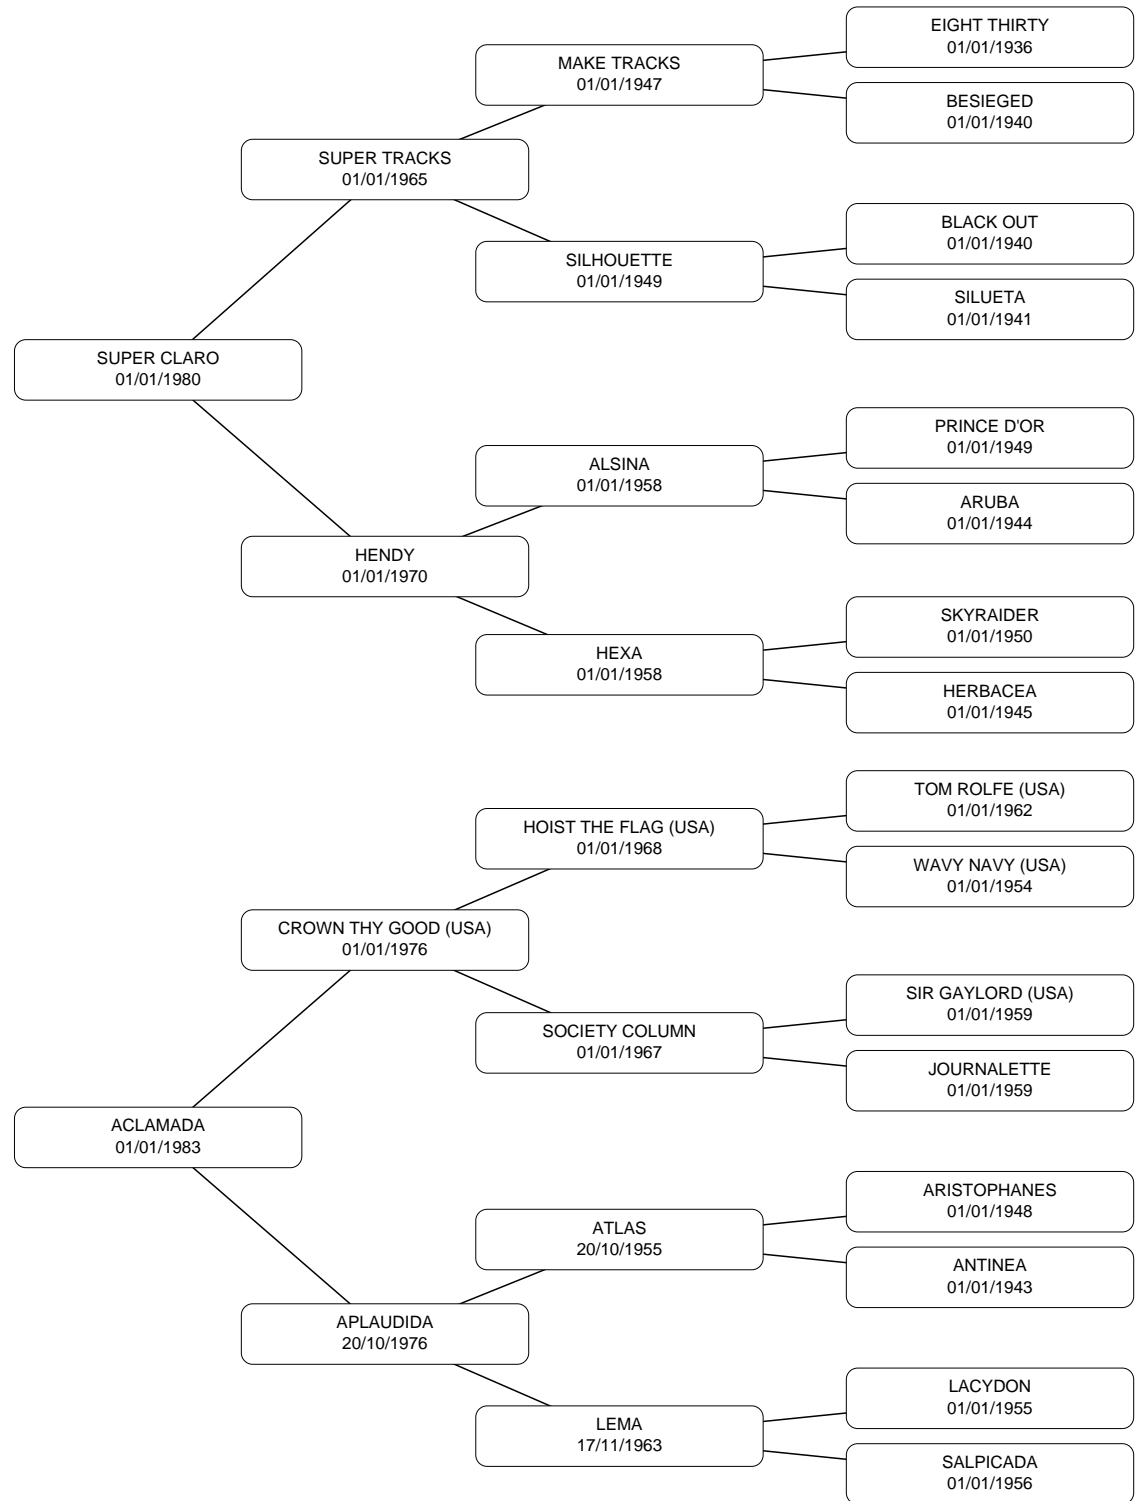 EIGHT THIRTY
01/01/1936
MAKE TRACKS
01/01/1947
BESIEGED
01/01/1940
SUPER TRACKS
01/01/1965
BLACK OUT
01/01/1940
SILHOUETTE
01/01/1949
SILUETA
01/01/1941
SUPER CLARO
01/01/1980
PRINCE D'OR
01/01/1949
ALSINA
01/01/1958
ARUBA
01/01/1944
HENDY
01/01/1970
SKYRAIDER
01/01/1950
HEXA
01/01/1958
HERBACEA
01/01/1945
TOM ROLFE (USA)
01/01/1962
HOIST THE FLAG (USA)
01/01/1968
WAVY NAVY (USA)
01/01/1954
CROWN THY GOOD (USA)
01/01/1976
SIR GAYLORD (USA)
01/01/1959
SOCIETY COLUMN
01/01/1967
JOURNALETTE
01/01/1959
ACLAMADA
01/01/1983
ARISTOPHANES
01/01/1948
ATLAS
20/10/1955
ANTINEA
01/01/1943
APLAUDIDA
20/10/1976
LACYDON
01/01/1955
LEMA
17/11/1963
SALPICADA
01/01/1956